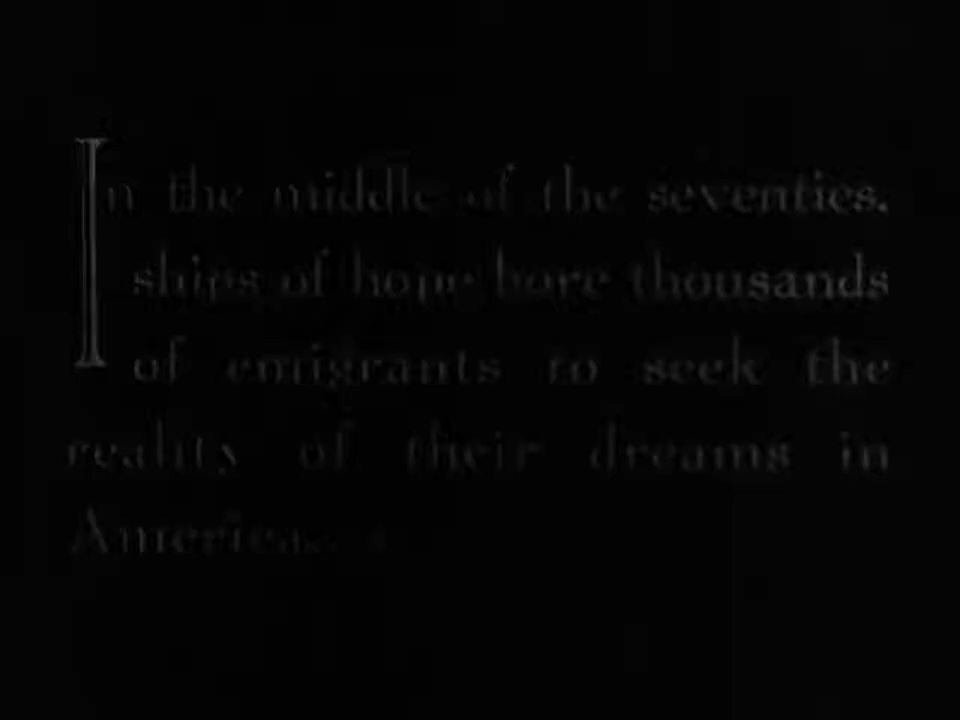 In the middle of the seventies,
ships of hope bore thousands
of emigrants to seek the
reality of their dreams in
America...